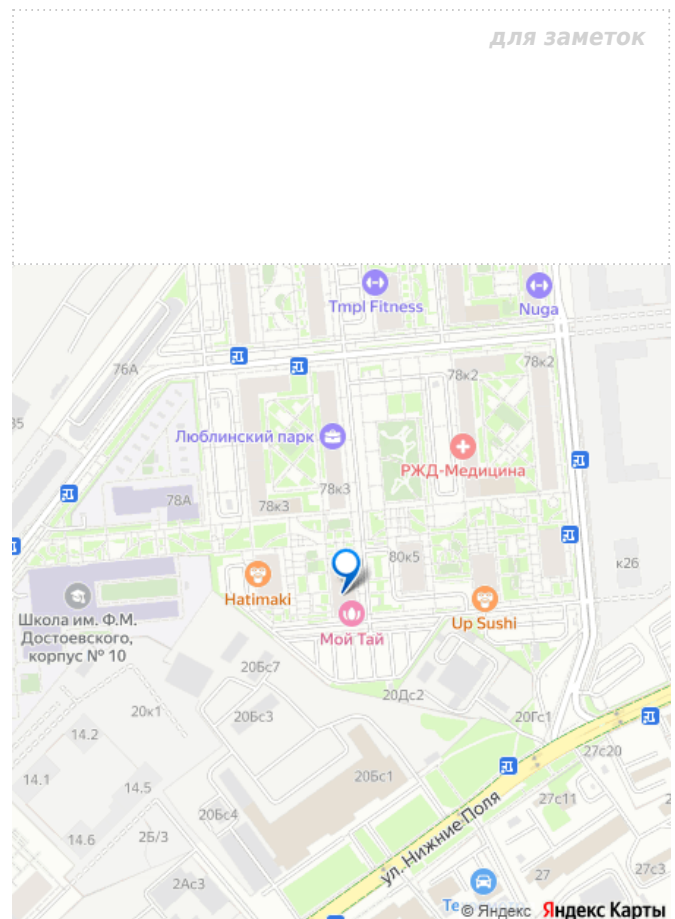 для заметок
Tmpl Fitness
Nuga
76А
78к2
78к2
Люблинский парк
РЖД-Медицина
78А
78к3
78к3
80к5
к26
Hatimaki
Школа им. Ф.М.
Достоевского,
корпус № 10
Мой Тай
Up Sushi
20Бс7
20Дс2
20к1
20Бс3
20Гс1
14.2
27с20
14.1
14.5
20Бс1
27с11
20Бс4
ул. Нижние Поля
14.6
2Б/3
2Ас3
27
27с3
© Яндекс Яндекс Карты